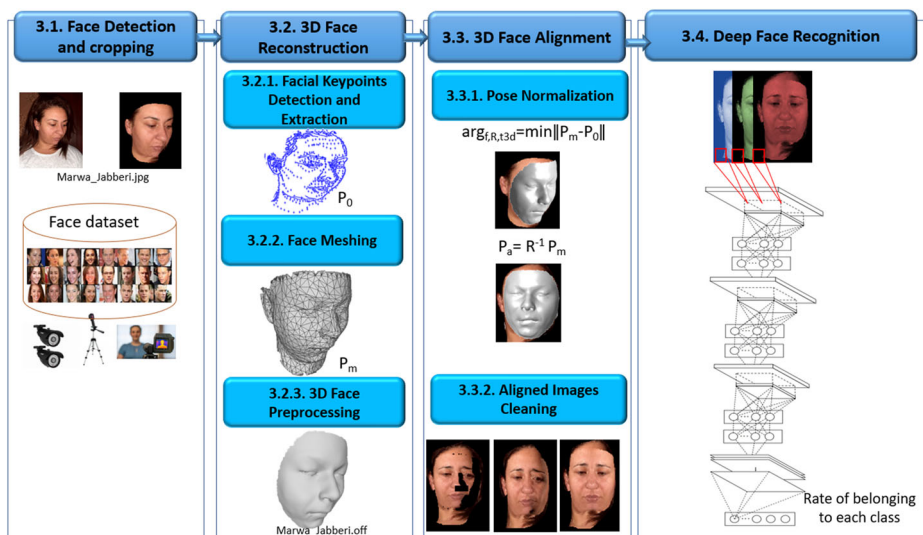 3.1. Face Detection
and cropping
Marwa_Jabberi.jpg
Face dataset
3.2. 3D Face
Reconstruction
3.2.1. Facial Keypoints
Detection and
Extraction
P0
3.2.2. Face Meshing
Pm
3.2.3. 3D Face
Preprocessing
Marwa_Jabberi.off
3.3. 3D Face Alignment
3.3.1. Pose Normalization
argf,R,t3d=min‖Pm-P0‖
Pa= R-1 Pm
3.3.2. Aligned Images
Cleaning
3.4. Deep Face Recognition
Rate of belonging
to each class